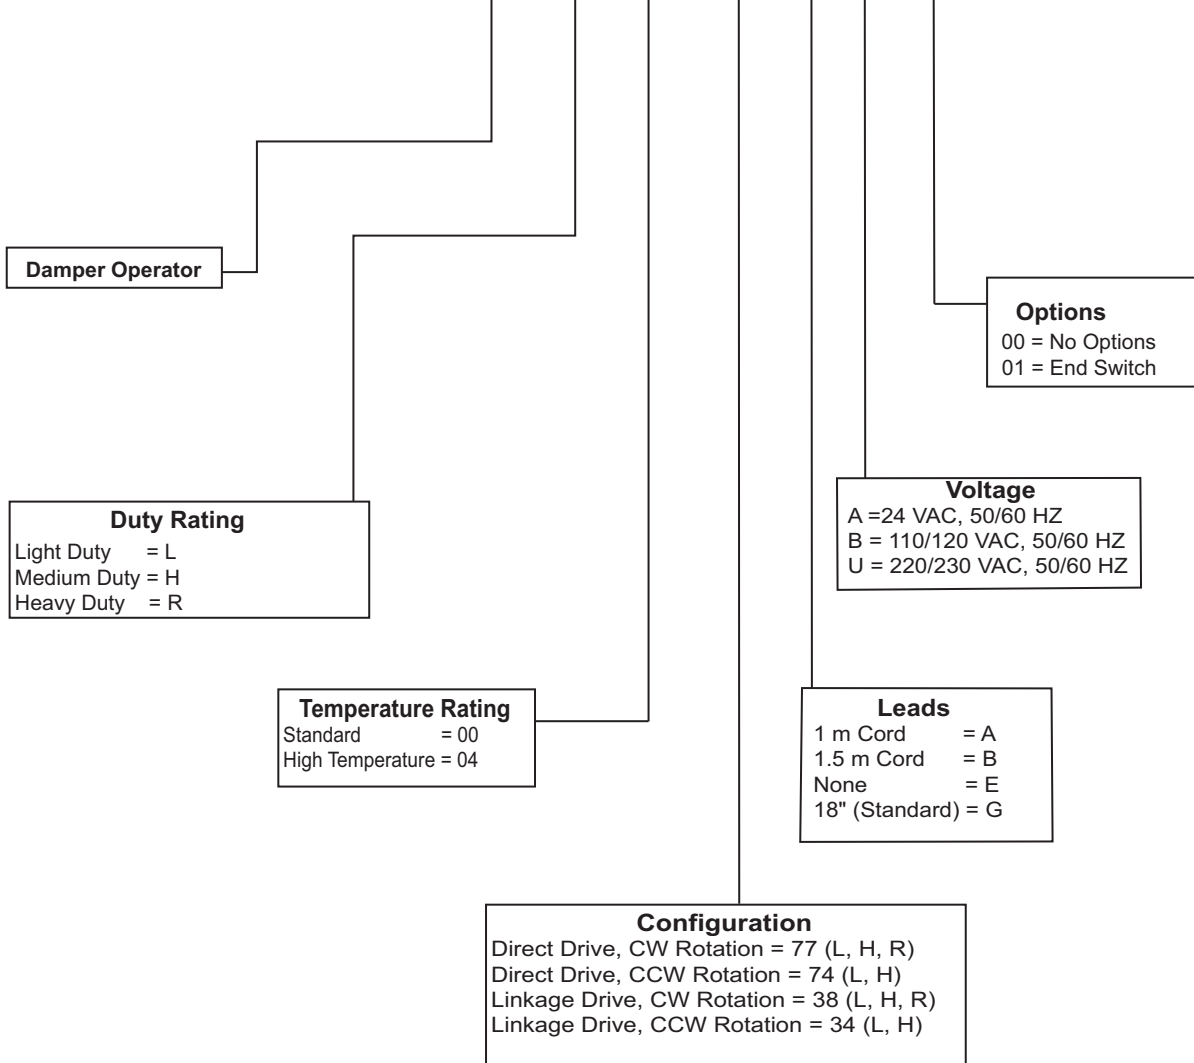 Damper Operator
Options
00 = No Options
01 = End Switch
Voltage
A =24 VAC, 50/60 HZ
B = 110/120 VAC, 50/60 HZ
U = 220/230 VAC, 50/60 HZ
Duty Rating
Light Duty = L
Medium Duty = H
Heavy Duty = R
Temperature Rating
Standard = 00
High Temperature = 04
Leads
1 m Cord = A
1.5 m Cord = B
None = E
18" (Standard) = G
Configuration
Direct Drive, CW Rotation = 77 (L, H, R)
Direct Drive, CCW Rotation = 74 (L, H)
Linkage Drive, CW Rotation = 38 (L, H, R)
Linkage Drive, CCW Rotation = 34 (L, H)